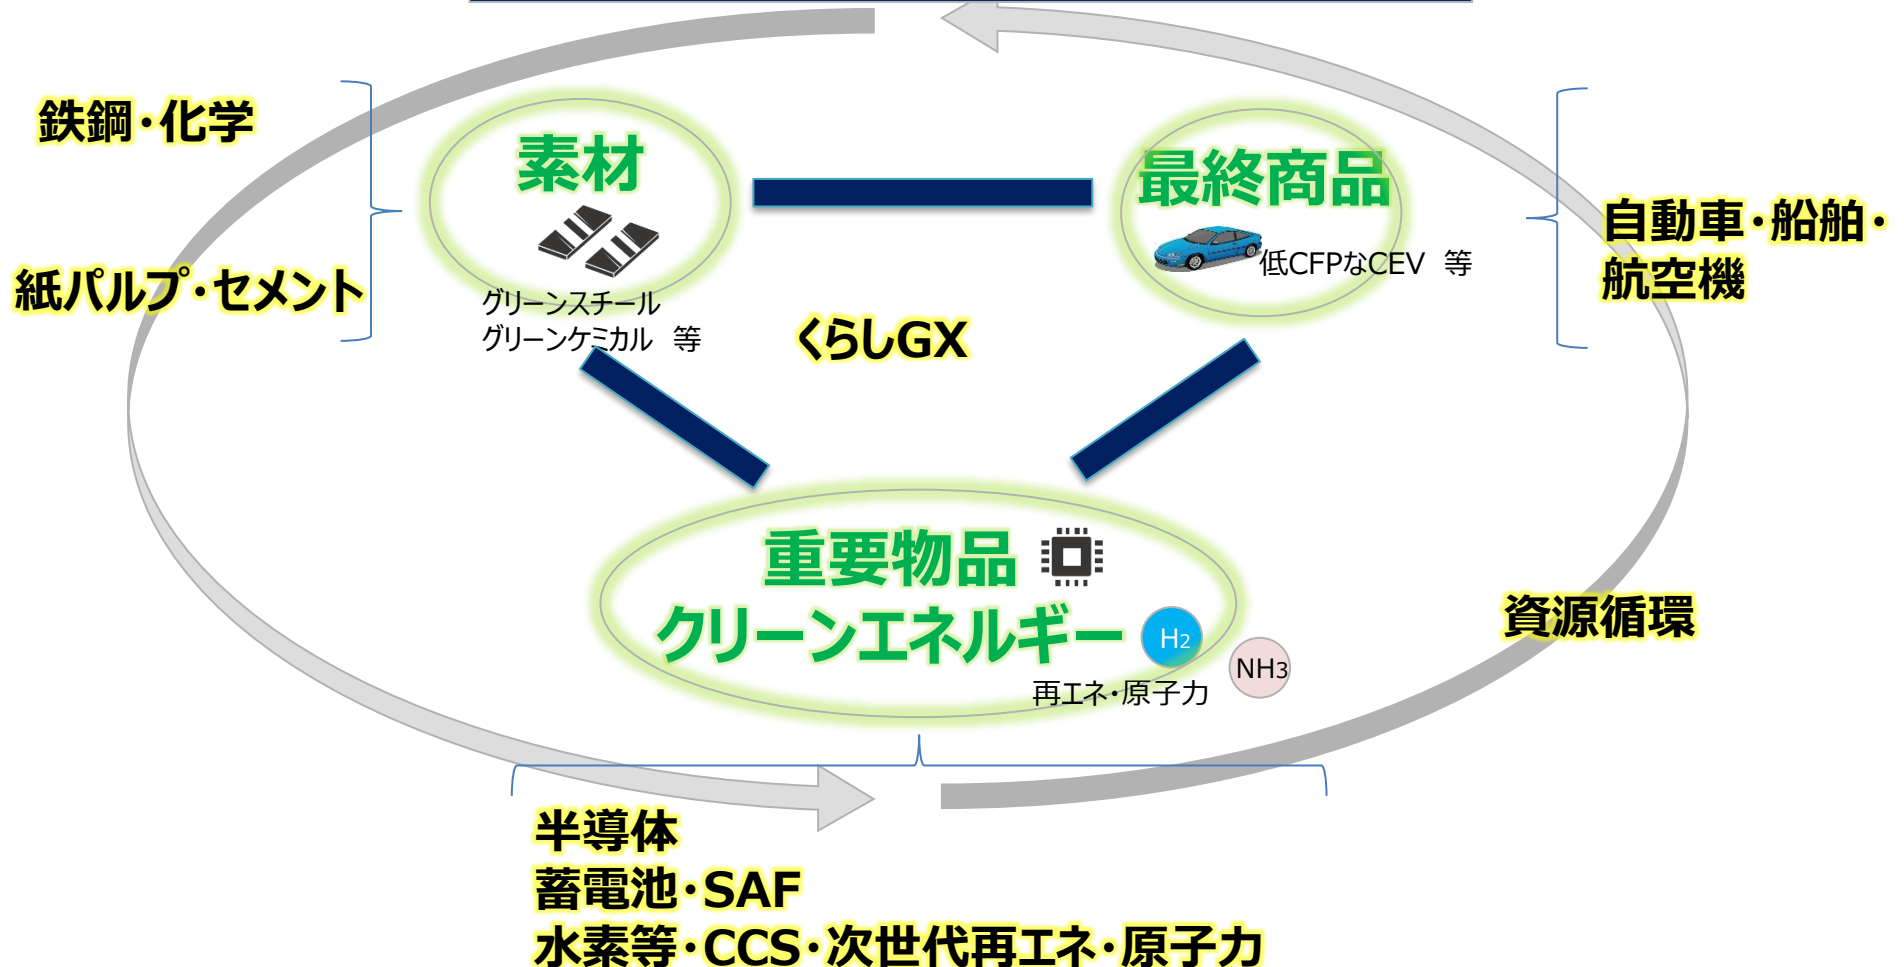 鉄鋼・化学
紙パルプ・セメント
素材
グリーンスチール
グリーンケミカル 等
最終商品
低CFPなCEV 等
自動車・船舶・
航空機
くらしGX
重要物品
クリーンエネルギー
H2
NH3
再エネ・原子力
資源循環
半導体
蓄電池・SAF
水素等・CCS・次世代再エネ・原子力